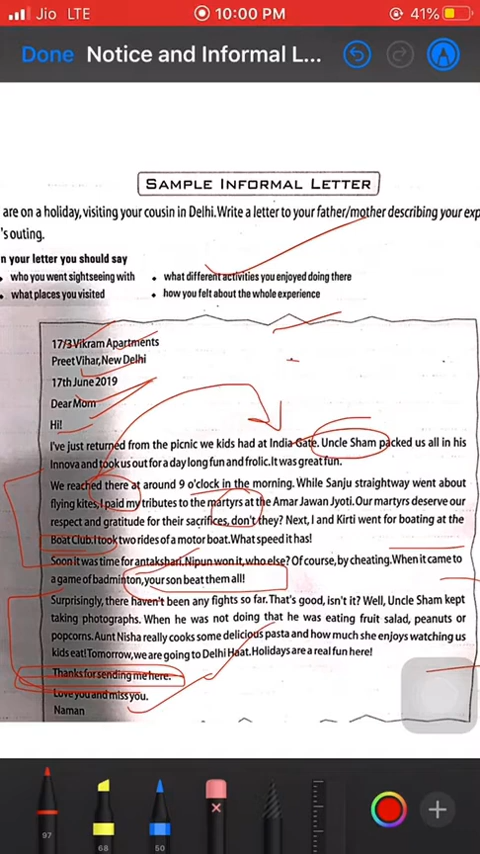 Jio LTE 10:00 PM 41%
Done Notice and Informal L...
SAMPLE INFORMAL LETTER
are on a holiday, visiting your cousin in Delhi. Write a letter to your father/mother describing your exp
's outing.
n your letter you should say
• who you went sightseeing with • what different activities you enjoyed doing there
• what places you visited • how you felt about the whole experience
17/3 Vikram Apartments
Preet Vihar, New Delhi
17th June 2019
Dear Mom
Hi!
I've just returned from the picnic we kids had at India Gate. Uncle Sham packed us all in his
Innova and took us out for a day long fun and frolic. It was great fun.
We reached there at around 9 o'clock in the morning. While Sanju straightway went about
flying kites, I paid my tributes to the martyrs at the Amar Jawan Jyoti. Our martyrs deserve our
respect and gratitude for their sacrifices, don't they? Next, I and Kirti went for boating at the
Boat Club. I took two rides of a motor boat. What speed it has!
Soon it was time for antakshari. Nipun won it, who else? Of course, by cheating. When it came to
a game of badminton, your son beat them all!
Surprisingly, there haven't been any fights so far. That's good, isn't it? Well, Uncle Sham kept
taking photographs. When he was not doing that he was eating fruit salad, peanuts or
popcorns. Aunt Nisha really cooks some delicious pasta and how much she enjoys watching us
kids eat! Tomorrow, we are going to Delhi Haat. Holidays are a real fun here!
Thanks for sending me here.
Love you and miss you.
Naman
97 68 50